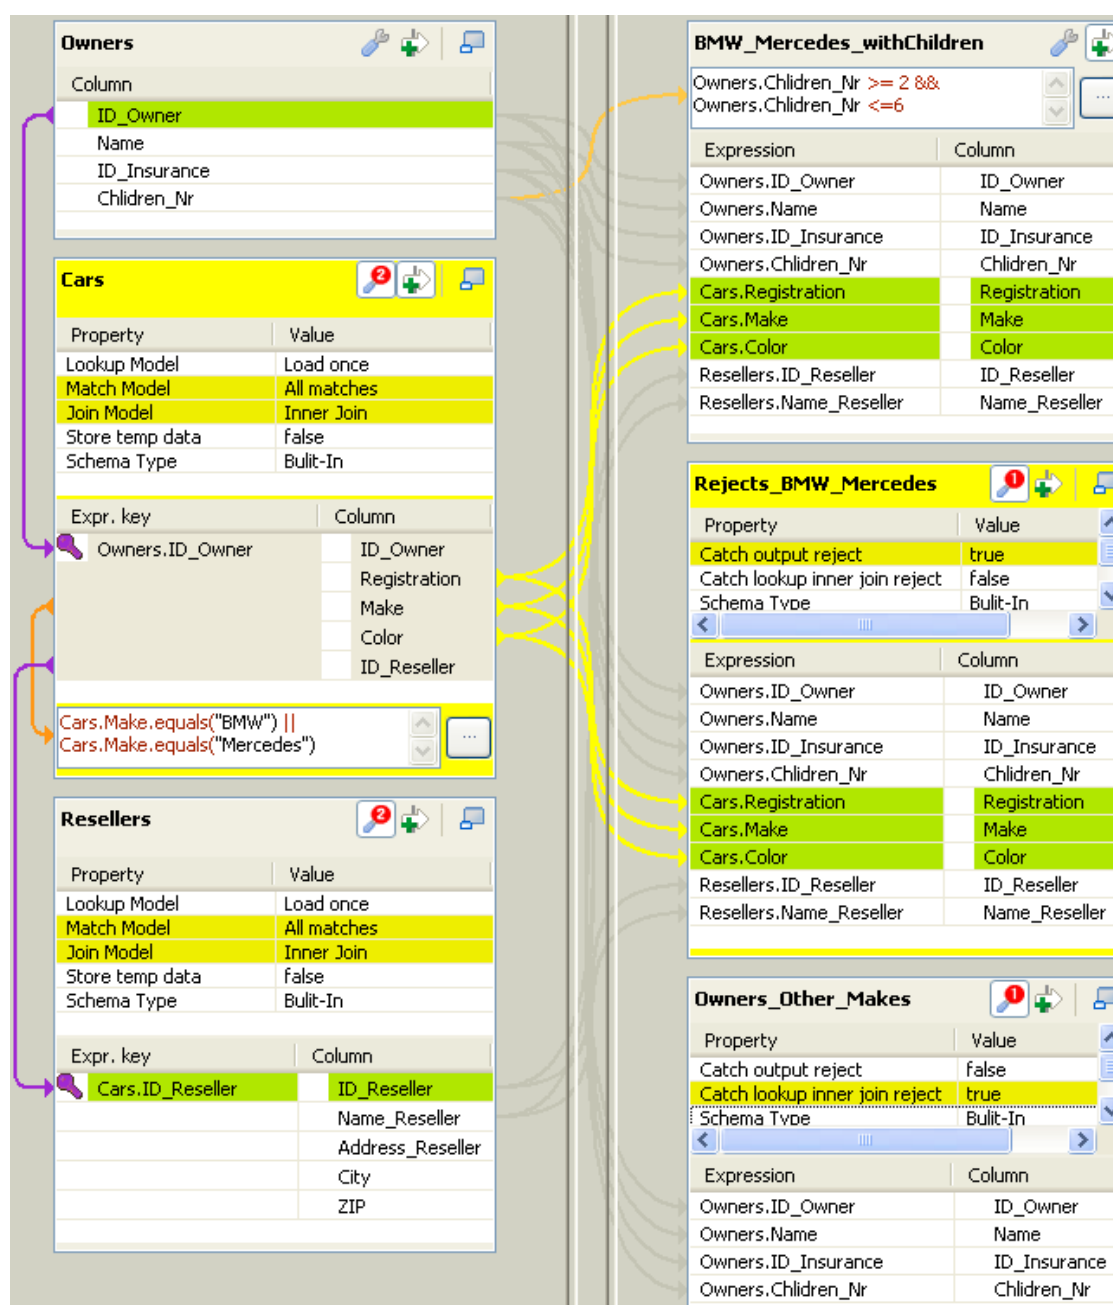 Owners
Column
ID_Owner
Name
ID_Insurance
Chlidren_Nr
Cars
2
Property Value
Lookup Model Load once
Match Model All matches
Join Model Inner Join
Store temp data false
Schema Type Bulit-In
Expr. key Column
Owners.ID_Owner ID_Owner
Registration
Make
Color
ID_Reseller
Cars.Make.equals("BMW") ||
Cars.Make.equals("Mercedes")
...
Resellers
2
Property Value
Lookup Model Load once
Match Model All matches
Join Model Inner Join
Store temp data false
Schema Type Bulit-In
Expr. key Column
Cars.ID_Reseller ID_Reseller
Name_Reseller
Address_Reseller
City
ZIP
BMW_Mercedes_withChildren
Owners.Chlidren_Nr >= 2 &&
Owners.Chlidren_Nr <=6
...
Expression Column
Owners.ID_Owner ID_Owner
Owners.Name Name
Owners.ID_Insurance ID_Insurance
Owners.Chlidren_Nr Chlidren_Nr
Cars.Registration Registration
Cars.Make Make
Cars.Color Color
Resellers.ID_Reseller ID_Reseller
Resellers.Name_Reseller Name_Reseller
Rejects_BMW_Mercedes
1
Property Value
Catch output reject true
Catch lookup inner join reject false
Schema Type Bulit-In
Expression Column
Owners.ID_Owner ID_Owner
Owners.Name Name
Owners.ID_Insurance ID_Insurance
Owners.Chlidren_Nr Chlidren_Nr
Cars.Registration Registration
Cars.Make Make
Cars.Color Color
Resellers.ID_Reseller ID_Reseller
Resellers.Name_Reseller Name_Reseller
Owners_Other_Makes
1
Property Value
Catch output reject false
Catch lookup inner join reject true
Schema Type Bulit-In
Expression Column
Owners.ID_Owner ID_Owner
Owners.Name Name
Owners.ID_Insurance ID_Insurance
Owners.Chlidren_Nr Chlidren_Nr